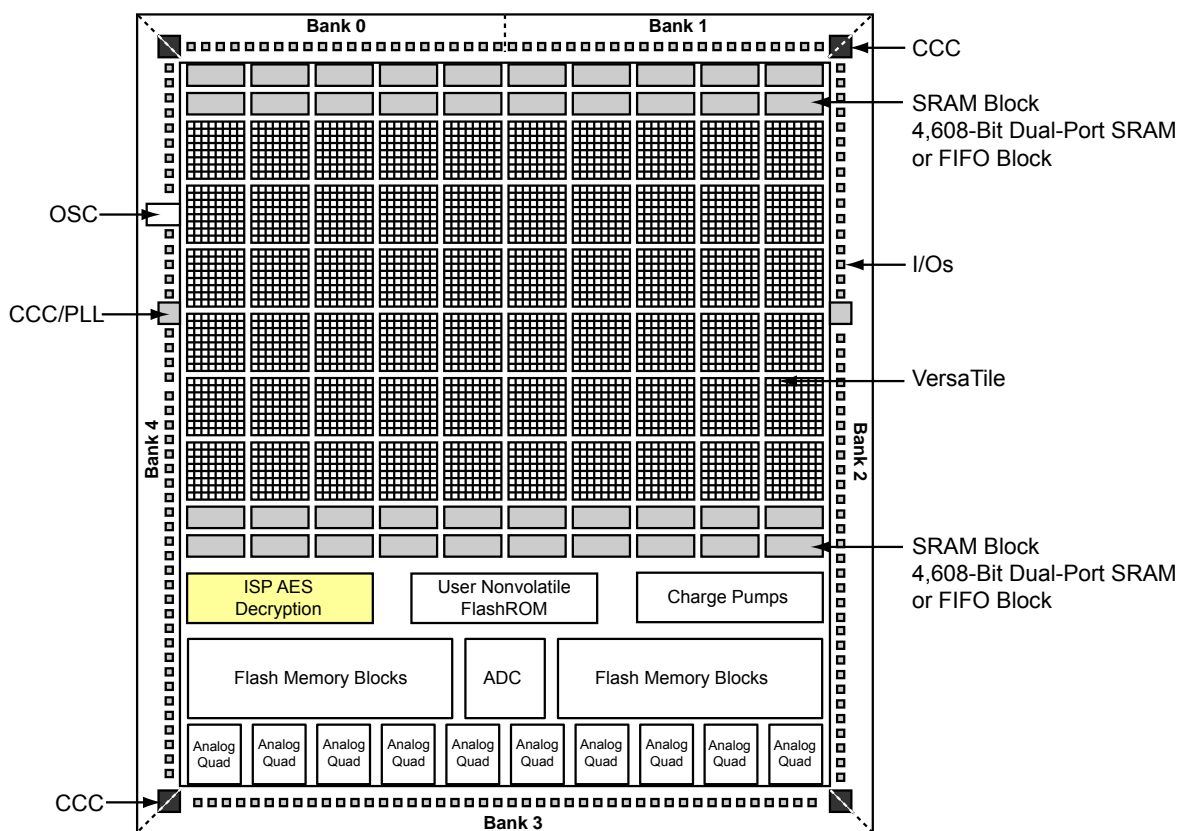 Bank 0
Bank 1
CCC
SRAM Block
4,608-Bit Dual-Port SRAM
or FIFO Block
OSC
I/Os
CCC/PLL
VersaTile
Bank 4
Bank 2
SRAM Block
4,608-Bit Dual-Port SRAM
or FIFO Block
ISP AES
Decryption
User Nonvolatile
FlashROM
Charge Pumps
Flash Memory Blocks
ADC
Flash Memory Blocks
Analog
Quad
Analog
Quad
Analog
Quad
Analog
Quad
Analog
Quad
Analog
Quad
Analog
Quad
Analog
Quad
Analog
Quad
Analog
Quad
CCC
Bank 3